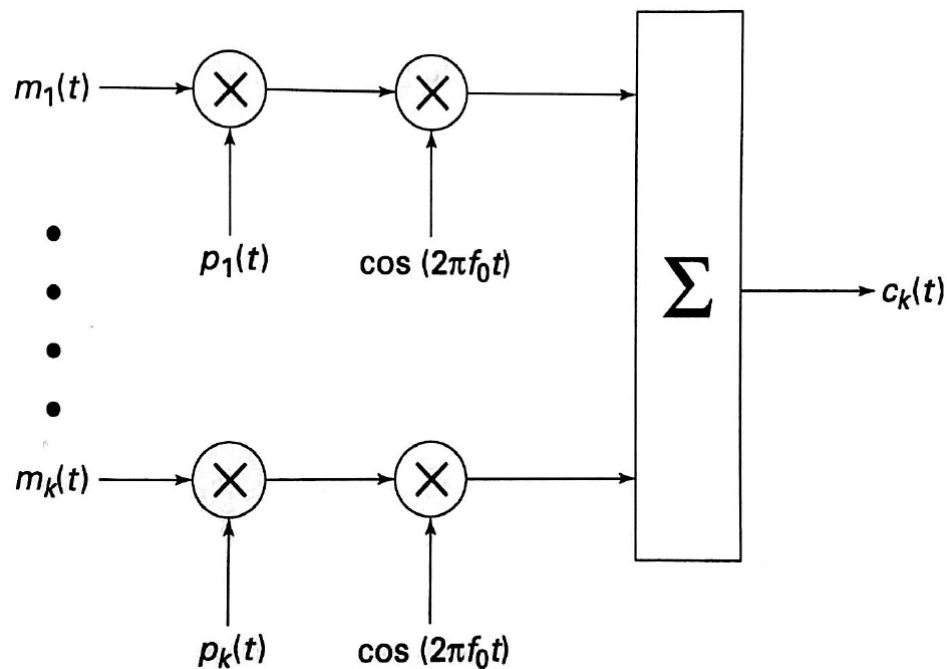 m₁(t)
p₁(t) cos (2πf₀t)
Σ
cₖ(t)
mₖ(t)
pₖ(t) cos (2πf₀t)